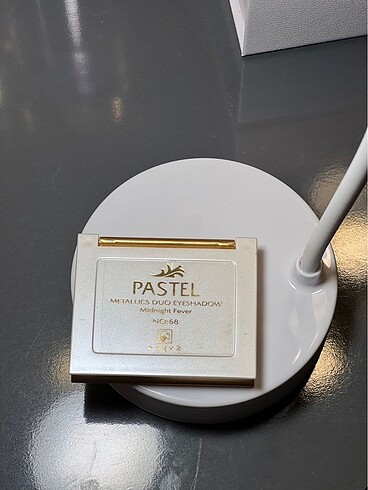 PASTEL
METALLICS DUO EYESHADOW
Midnight Fever
NO:68